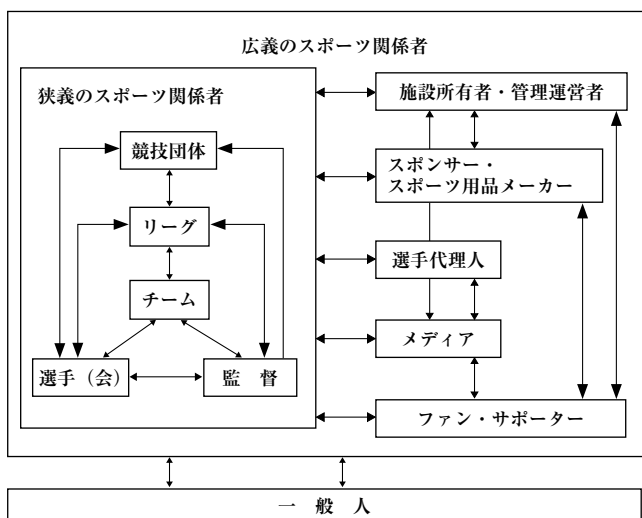 広義のスポーツ関係者
狭義のスポーツ関係者
競技団体
リーグ
チーム
選手（会）
監　督
施設所有者・管理運営者
スポンサー・
スポーツ用品メーカー
選手代理人
メディア
ファン・サポーター
一　般　人